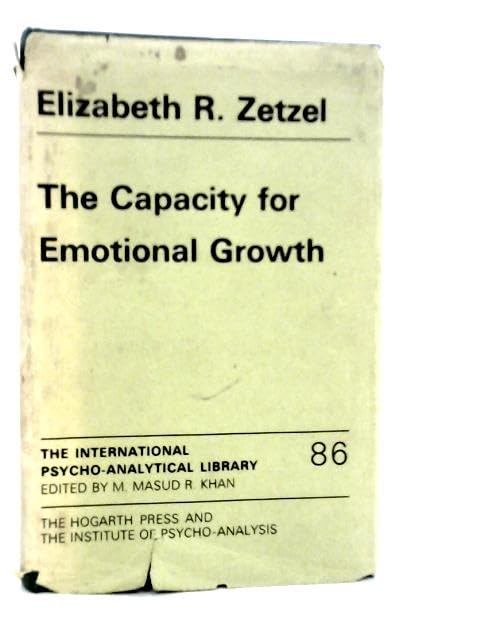 Elizabeth R. Zetzel
The Capacity for
Emotional Growth
THE INTERNATIONAL
PSYCHO-ANALYTICAL LIBRARY
EDITED BY M. MASUD R. KHAN
86
THE HOGARTH PRESS AND
THE INSTITUTE OF PSYCHO-ANALYSIS